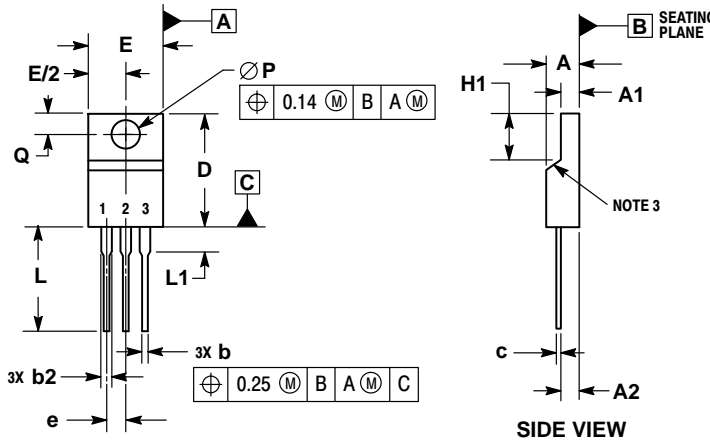 A
E
E/2
Ø P
⌖ 0.14 Ⓜ B A Ⓜ
Q
D
C
1 2 3
L
L1
3X b
3X b2
⌖ 0.25 Ⓜ B A Ⓜ C
e
B SEATING
PLANE
A
H1
A1
NOTE 3
c
A2
SIDE VIEW